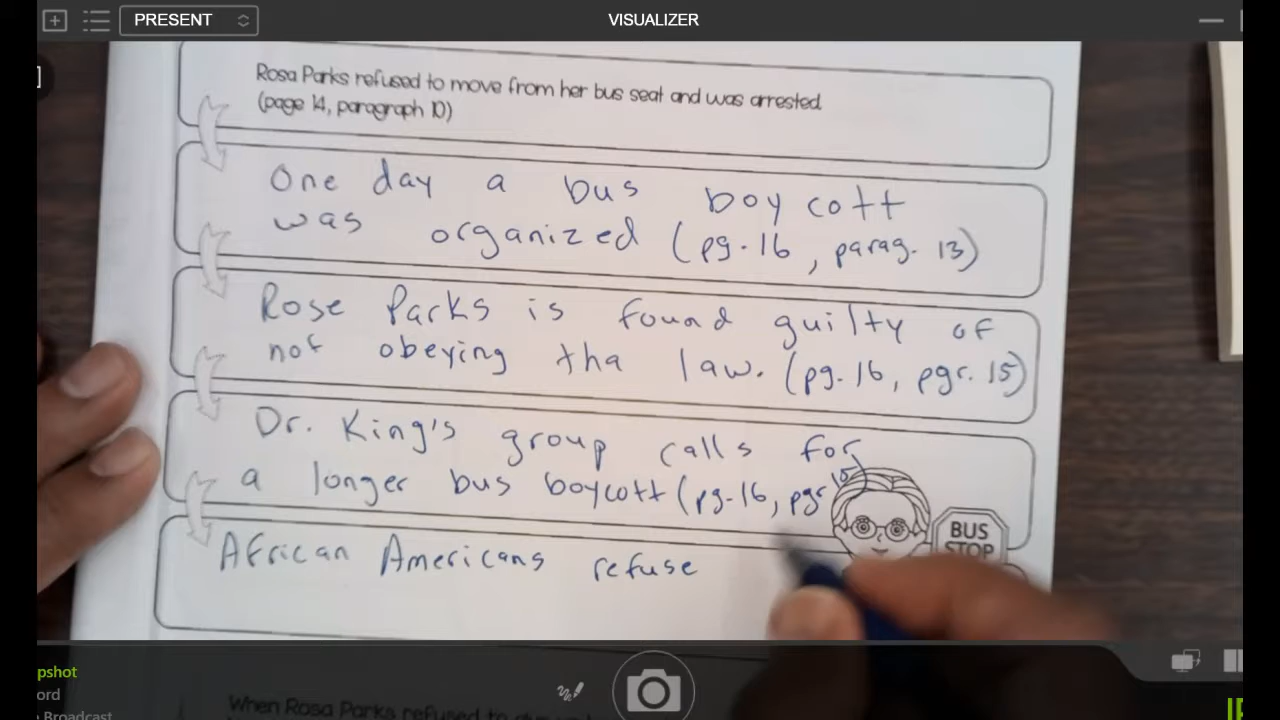 PRESENT
VISUALIZER
Rosa Parks refused to move from her bus seat and was arrested.
(page 14, paragraph 10)
One day a bus boycott
was organized (pg. 16, parag. 13)
Rose Parks is found guilty of
not obeying tha law. (pg. 16, pgr. 15)
Dr. King's group calls for
a longer bus boycott (pg. 16, pgr 15)
BUS
STOP
African Americans refuse
pshot
ord
Broadcast
When Rosa Parks refused to